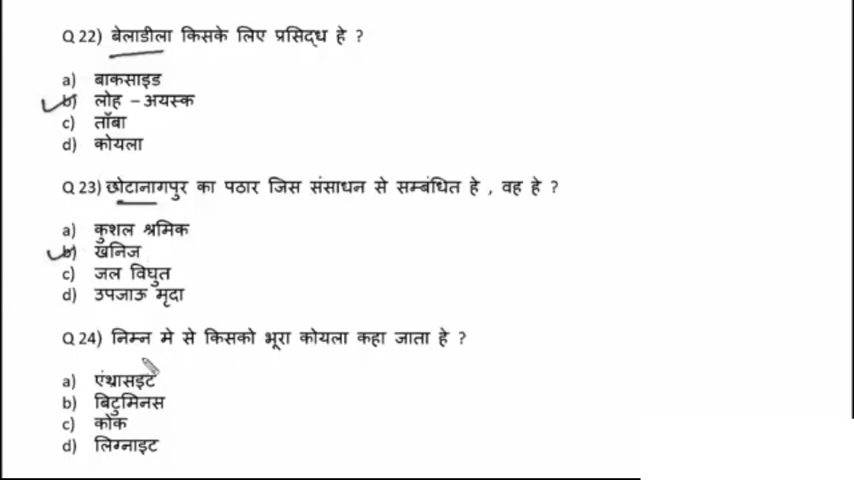 Q 22) बेलाडीला किसके लिए प्रसिद्ध हे ?
a) बाकसाइड
b) लोह – अयस्क
c) ताँबा
d) कोयला
Q 23) छोटानागपुर का पठार जिस संसाधन से सम्बंधित हे , वह हे ?
a) कुशल श्रमिक
b) खनिज
c) जल विघुत
d) उपजाऊ मृदा
Q 24) निम्न मे से किसको भूरा कोयला कहा जाता हे ?
a) एंथ्रासइट
b) बिटुमिनस
c) कोक
d) लिग्नाइट